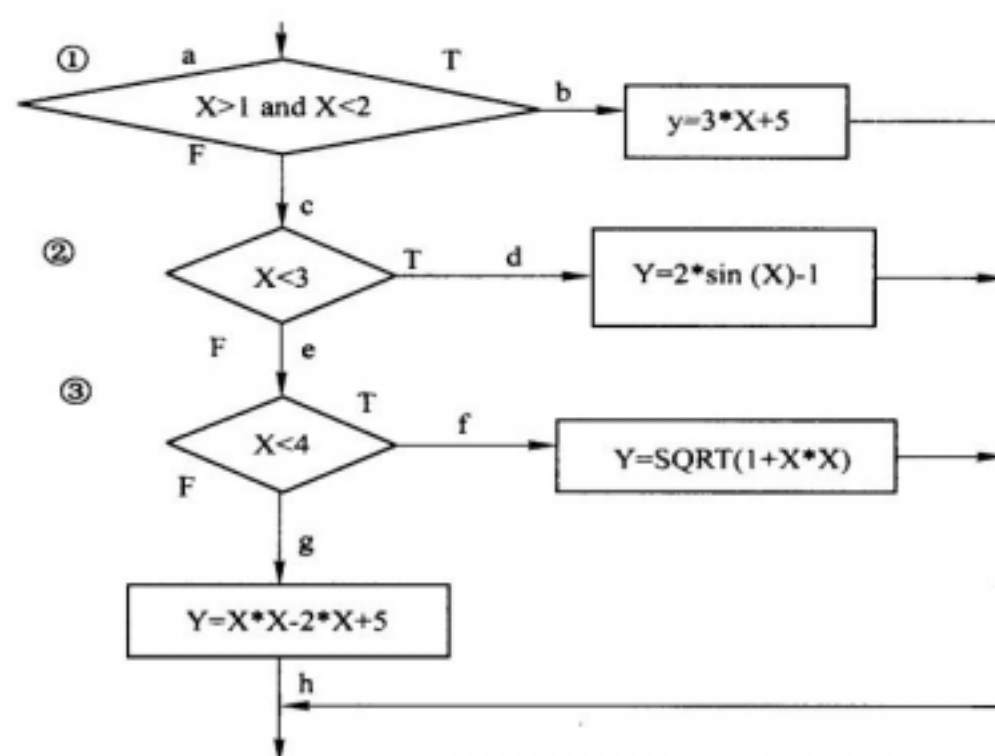 ① a T
X>1 and X<2
b
y=3*X+5
F
c
②
X<3
T d
Y=2*sin (X)-1
F e
③
T
X<4
f
Y=SQRT(1+X*X)
F
g
Y=X*X-2*X+5
h